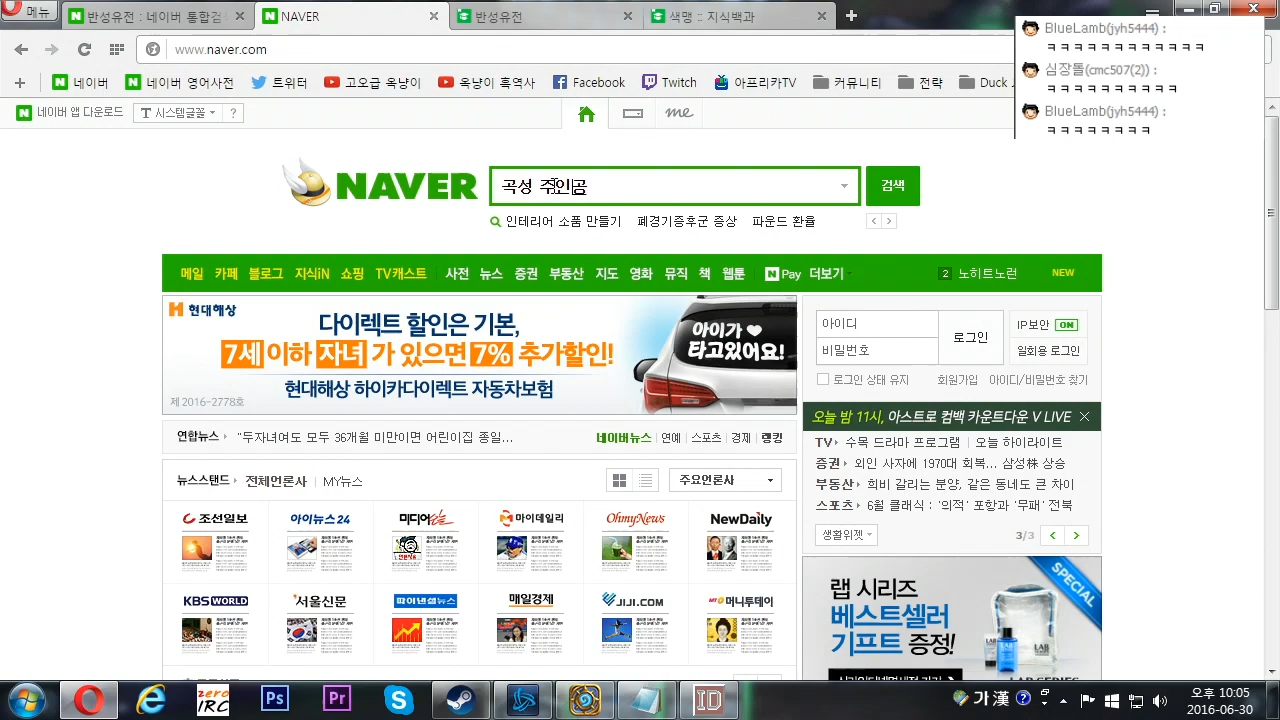 메뉴
반성유전 : 네이버 통합검색
NAVER
반성유전
색맹 :: 지식백과
www.naver.com
BlueLamb(jyh5444) :
ㅋㅋㅋㅋㅋㅋㅋㅋㅋㅋㅋㅋ
심장돌(cmc507(2)) :
ㅋㅋㅋㅋㅋㅋㅋㅋㅋㅋ
BlueLamb(jyh5444) :
ㅋㅋㅋㅋㅋㅋㅋㅋ
네이버
네이버 영어사전
트위터
고오급 옥냥이
옥냥이 흑역사
Facebook
Twitch
아프리카TV
커뮤니티
전략
Duck
네이버 앱 다운로드
시스템글꼴
?
me
NAVER
곡성 주인공
검색
인테리어 소품 만들기 폐경기증후군 증상 파운드 환율
메일 카페 블로그 지식iN 쇼핑 TV캐스트 사전 뉴스 증권 부동산 지도 영화 뮤직 책 웹툰 N Pay 더보기
2 노히트노런 NEW
현대해상
다이렉트 할인은 기본,
7세 이하 자녀가 있으면 7% 추가할인!
현대해상 하이카다이렉트 자동차보험
제 2016-2778호
아이가 ♥
타고있어요!
아이디
비밀번호
로그인
IP보안 ON
일회용 로그인
로그인 상태 유지
회원가입
아이디/비밀번호 찾기
오늘 밤 11시, 아스트로 컴백 카운트다운 V LIVE
연합뉴스 "두자녀여도 모두 36개월 미만이면 어린이집 종일...
네이버뉴스 연예 스포츠 경제 랭킹
TV 수목 드라마 프로그램 오늘 하이라이트
증권 외인 사자에 1970대 회복... 삼성株 상승
부동산 희비 갈리는 분양, 같은 동네도 큰 차이
스포츠 6월 클래식 : '의적' 포항과 '무패' 전북
생활위젯 3/3
뉴스스탠드 전체언론사 MY뉴스
주요언론사
조선일보 아이뉴스24 미디어스 마이데일리 OhmyNews NewDaily
KBS WORLD 서울신문 파이낸셜뉴스 매일경제 JIJI.COM 머니투데이
SPECIAL
랩 시리즈
베스트셀러
기프트 증정!
LAB SERIES
zero
IRC
Ps
Pr
ID
가 漢
오후 10:05
2016-06-30